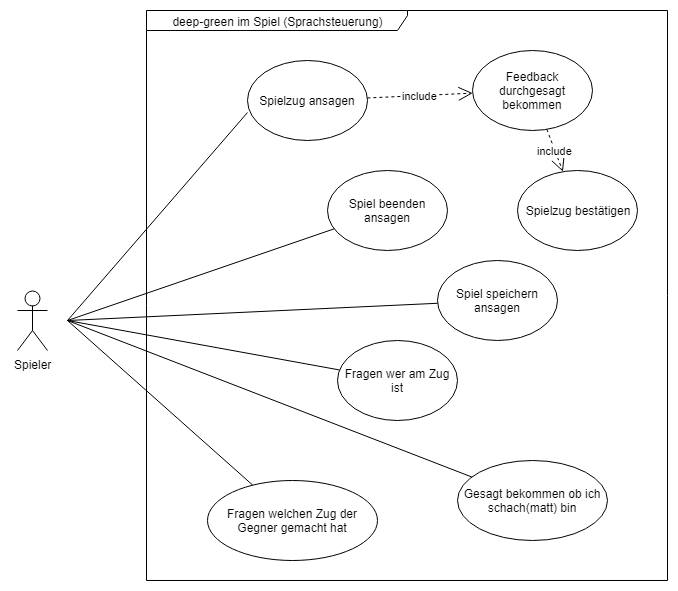 deep-green im Spiel (Sprachsteuerung)
Spielzug ansagen
include
Feedback
durchgesagt
bekommen
include
Spielzug bestätigen
Spiel beenden
ansagen
Spiel speichern
ansagen
Spieler
Fragen wer am Zug
ist
Gesagt bekommen ob ich
schach(matt) bin
Fragen welchen Zug der
Gegner gemacht hat